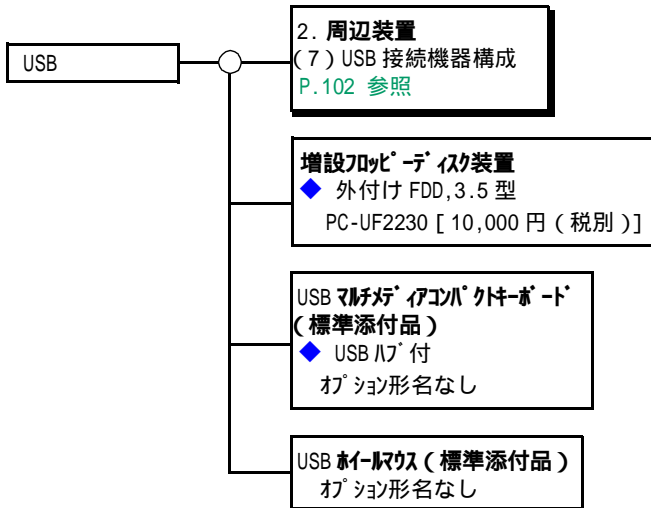 USB
2. 周辺装置
(7)USB 接続機器構成
P.102 参照
増設フロッピーディスク装置
◆ 外付け FDD,3.5 型
PC-UF2230 [ 10,000 円 ( 税別 )]
USB マルチメディアコンパクトキーボード
(標準添付品)
◆ USB ハブ付
オプション形名なし
USB ホイールマウス(標準添付品)
オプション形名なし